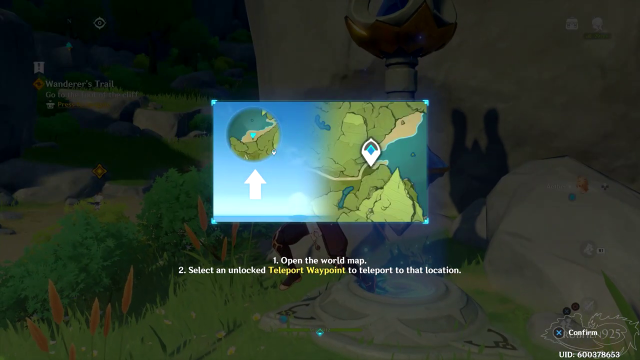 Wanderer's Trail
1. Open the world map.
2. Select an unlocked Teleport Waypoint to teleport to that location.
Confirm
UID: 600378653